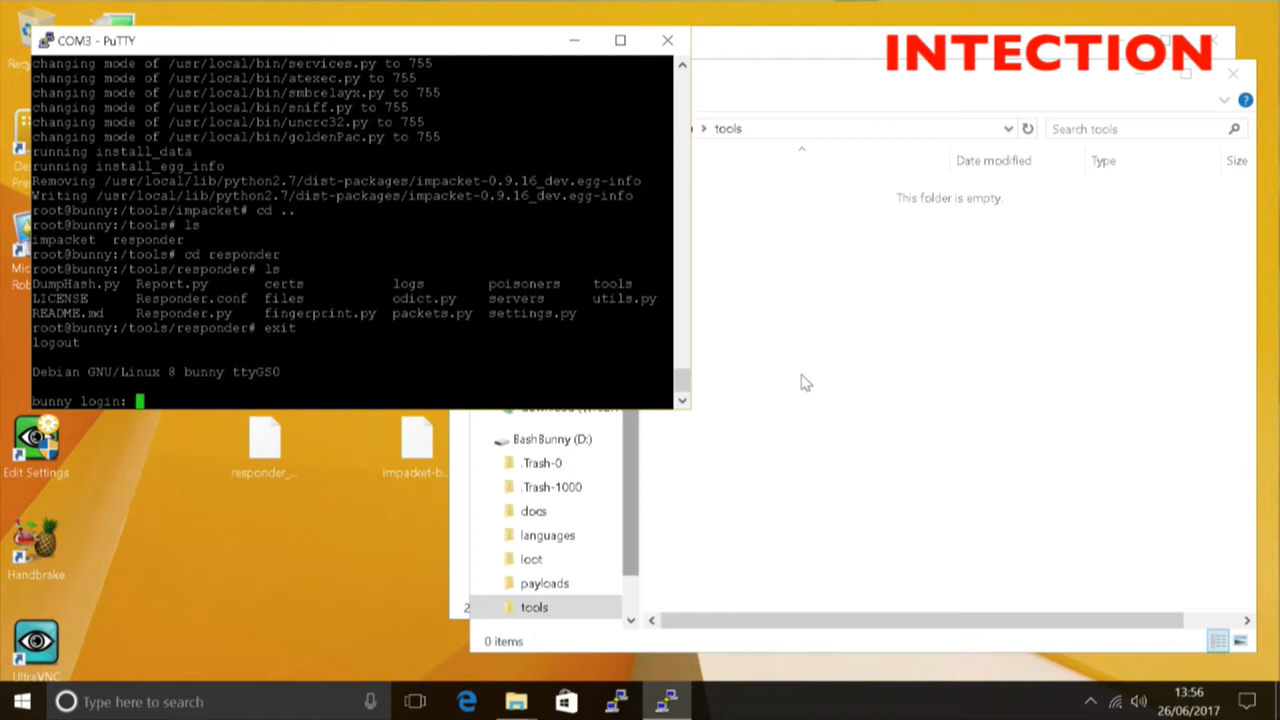 COM3 - PuTTY
changing mode of /usr/local/bin/services.py to 755
changing mode of /usr/local/bin/atexec.py to 755
changing mode of /usr/local/bin/smbrelayx.py to 755
changing mode of /usr/local/bin/sniff.py to 755
changing mode of /usr/local/bin/uncrc32.py to 755
changing mode of /usr/local/bin/goldenPac.py to 755
running install_data
running install_egg_info
Removing /usr/local/lib/python2.7/dist-packages/impacket-0.9.16_dev.egg-info
Writing /usr/local/lib/python2.7/dist-packages/impacket-0.9.16_dev.egg-info
root@bunny:/tools/impacket# cd ..
root@bunny:/tools# ls
impacket responder
root@bunny:/tools# cd responder
root@bunny:/tools/responder# ls
DumpHash.py Report.py certs logs poisoners tools
LICENSE Responder.conf files odict.py servers utils.py
README.md Responder.py fingerprint.py packets.py settings.py
root@bunny:/tools/responder# exit
logout
Debian GNU/Linux 8 bunny ttyGS0
bunny login:
INTECTION
tools
Search tools
Date modified
Type
Size
This folder is empty.
BashBunny (D:)
.Trash-0
.Trash-1000
docs
languages
loot
payloads
tools
0 items
Edit Settings
responder_...
impacket-b...
Handbrake
UltraVNC
Type here to search
13:56
26/06/2017